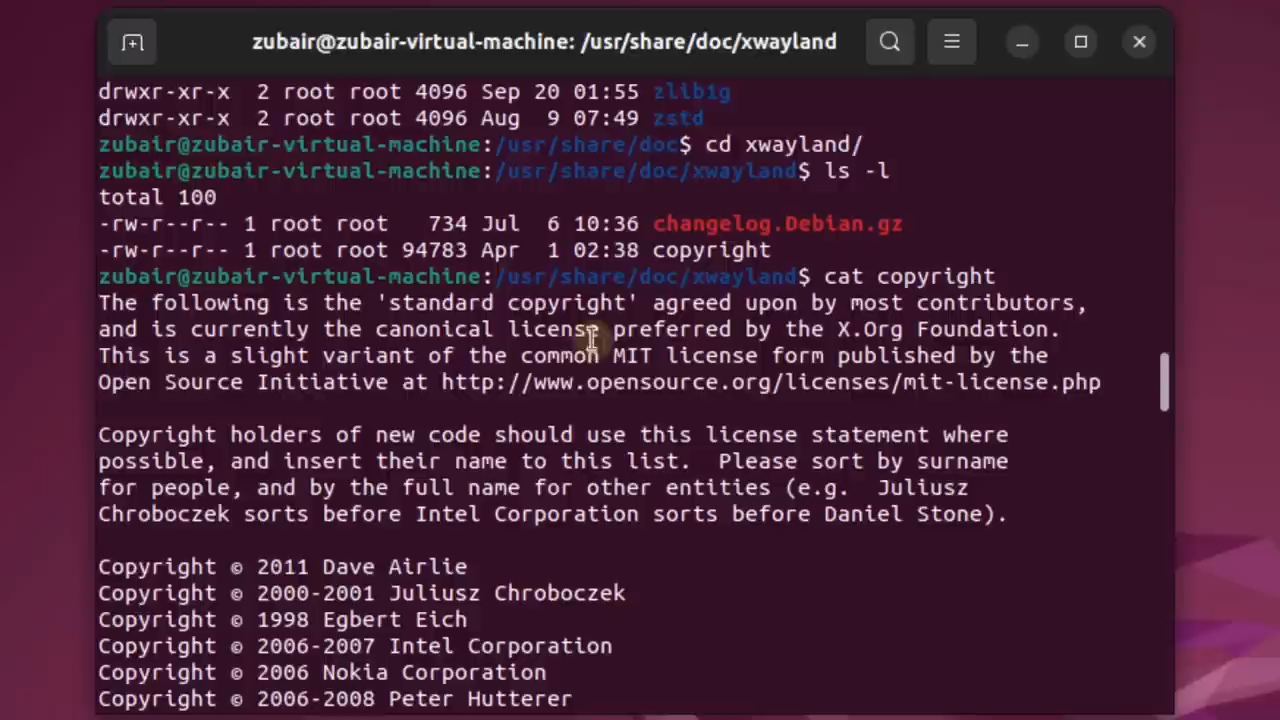 zubair@zubair-virtual-machine: /usr/share/doc/xwayland
drwxr-xr-x  2 root root 4096 Sep 20 01:55 zlib1g
drwxr-xr-x  2 root root 4096 Aug  9 07:49 zstd
zubair@zubair-virtual-machine:/usr/share/doc$ cd xwayland/
zubair@zubair-virtual-machine:/usr/share/doc/xwayland$ ls -l
total 100
-rw-r--r-- 1 root root   734 Jul  6 10:36 changelog.Debian.gz
-rw-r--r-- 1 root root 94783 Apr  1 02:38 copyright
zubair@zubair-virtual-machine:/usr/share/doc/xwayland$ cat copyright
The following is the 'standard copyright' agreed upon by most contributors,
and is currently the canonical license preferred by the X.Org Foundation.
This is a slight variant of the common MIT license form published by the
Open Source Initiative at http://www.opensource.org/licenses/mit-license.php
Copyright holders of new code should use this license statement where
possible, and insert their name to this list.  Please sort by surname
for people, and by the full name for other entities (e.g.  Juliusz
Chroboczek sorts before Intel Corporation sorts before Daniel Stone).
Copyright © 2011 Dave Airlie
Copyright © 2000-2001 Juliusz Chroboczek
Copyright © 1998 Egbert Eich
Copyright © 2006-2007 Intel Corporation
Copyright © 2006 Nokia Corporation
Copyright © 2006-2008 Peter Hutterer